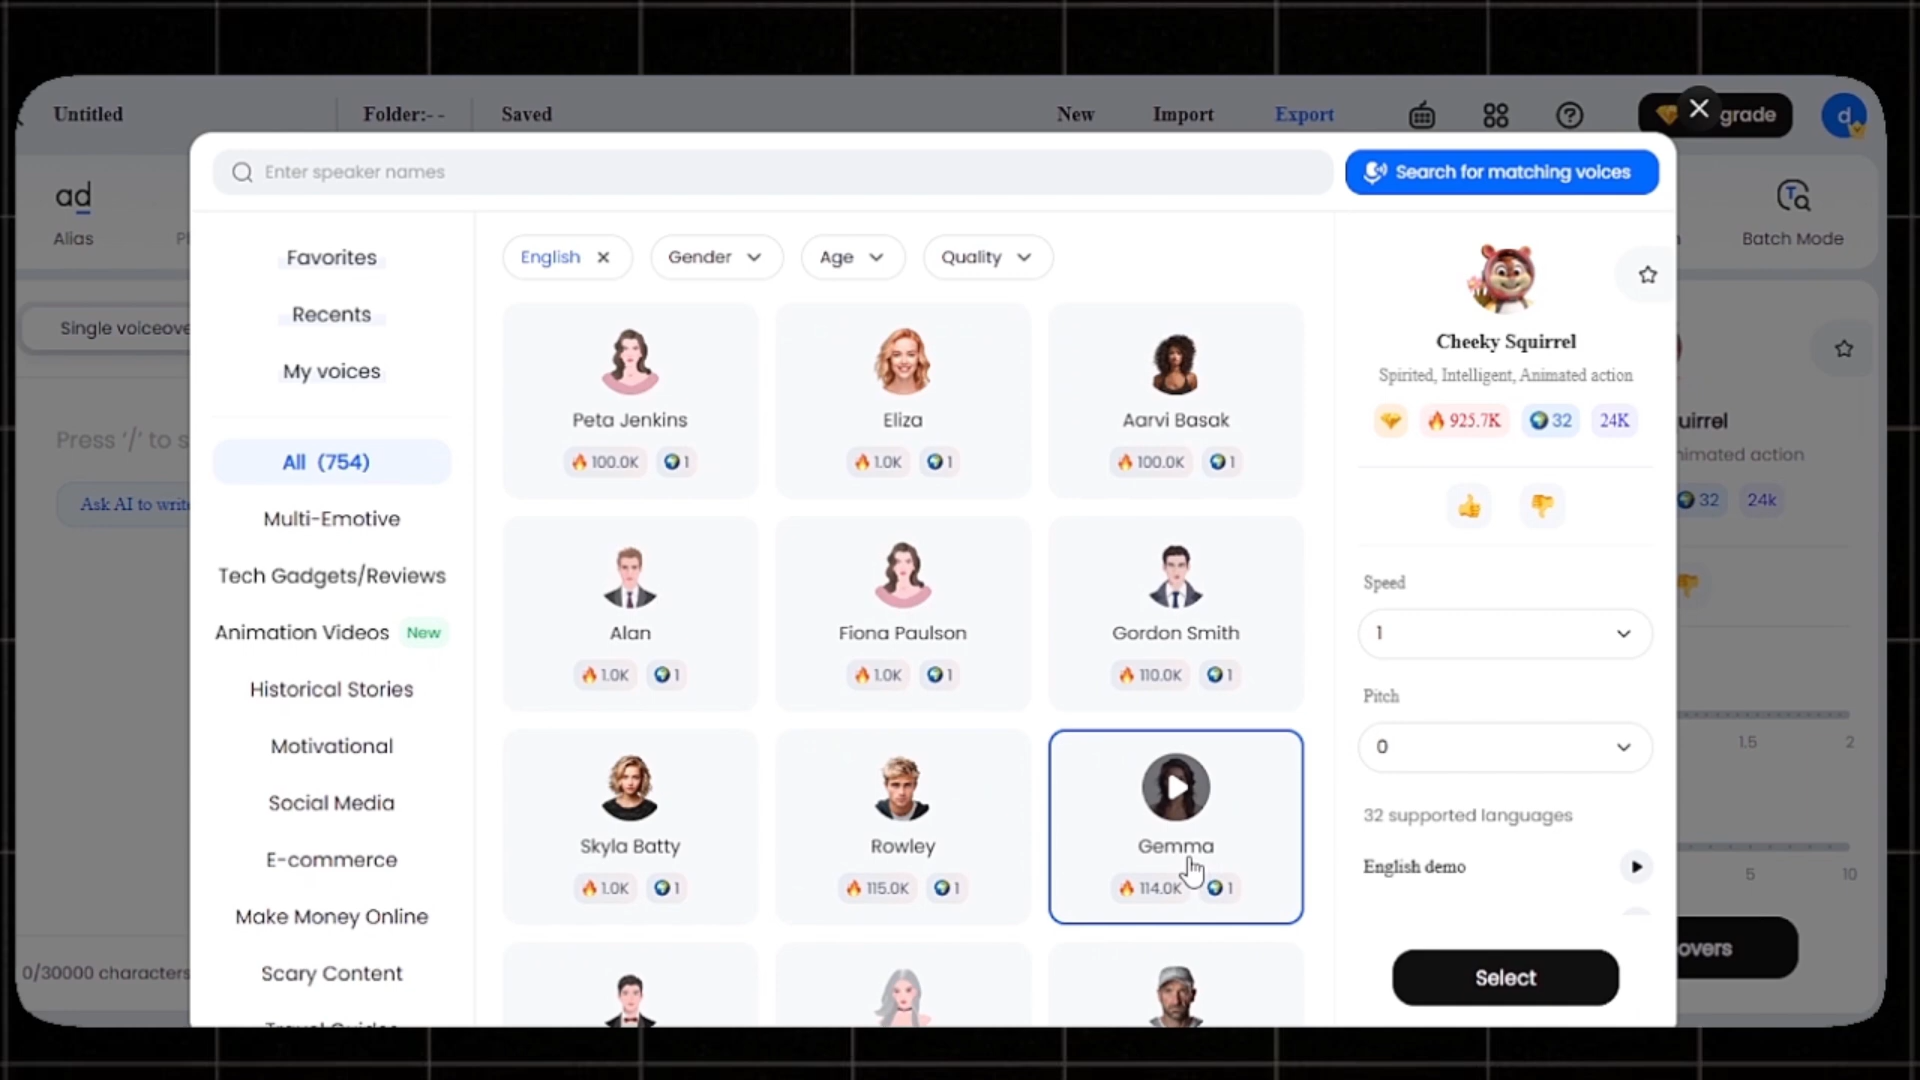 Untitled
Folder:- -
Saved
New
Import
Export
grade
d
Enter speaker names
Search for matching voices
ad
Alias
Batch Mode
Favorites
Recents
My voices
English
Gender
Age
Quality
Single voiceove
Press '/' to s
Ask AI to write
0/30000 characters
All (754)
Multi-Emotive
Tech Gadgets/Reviews
Animation Videos New
Historical Stories
Motivational
Social Media
E-commerce
Make Money Online
Scary Content
Peta Jenkins
100.0K 1
Eliza
1.0K 1
Aarvi Basak
100.0K 1
Alan
1.0K 1
Fiona Paulson
1.0K 1
Gordon Smith
110.0K 1
Skyla Batty
1.0K 1
Rowley
115.0K 1
Gemma
114.0K 1
Cheeky Squirrel
Spirited, Intelligent, Animated action
925.7K 32 24K
Speed
1
Pitch
0
32 supported languages
English demo
Select
uirrel
nimated action
32 24k
1.5 2
5 10
overs